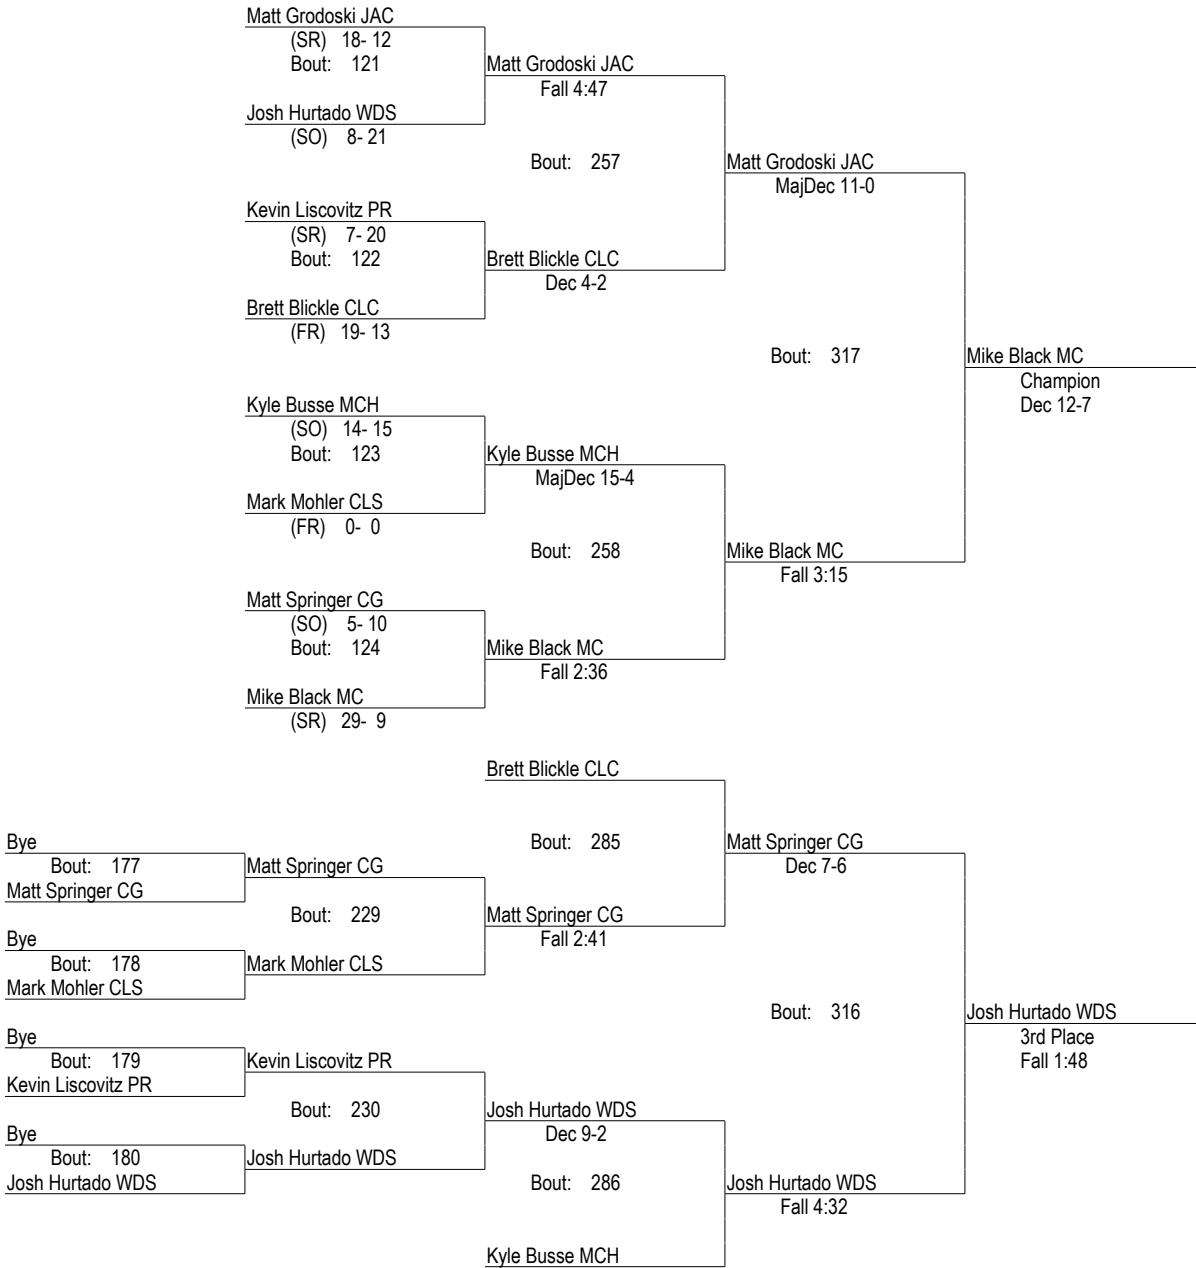 Matt Grodoski JAC
(SR) 18- 12
Bout: 121
Matt Grodoski JAC
Fall 4:47
Josh Hurtado WDS
(SO) 8- 21
Bout: 257
Matt Grodoski JAC
MajDec 11-0
Kevin Liscovitz PR
(SR) 7- 20
Bout: 122
Brett Blickle CLC
Dec 4-2
Brett Blickle CLC
(FR) 19- 13
Bout: 317
Mike Black MC
Champion
Dec 12-7
Kyle Busse MCH
(SO) 14- 15
Bout: 123
Kyle Busse MCH
MajDec 15-4
Mark Mohler CLS
(FR) 0- 0
Bout: 258
Mike Black MC
Fall 3:15
Matt Springer CG
(SO) 5- 10
Bout: 124
Mike Black MC
Fall 2:36
Mike Black MC
(SR) 29- 9
Brett Blickle CLC
Bout: 285
Matt Springer CG
Dec 7-6
Bye
Bout: 177
Matt Springer CG
Matt Springer CG
Bout: 229
Matt Springer CG
Fall 2:41
Bye
Bout: 178
Mark Mohler CLS
Mark Mohler CLS
Bout: 316
Josh Hurtado WDS
3rd Place
Fall 1:48
Bye
Bout: 179
Kevin Liscovitz PR
Kevin Liscovitz PR
Bout: 230
Josh Hurtado WDS
Dec 9-2
Bye
Bout: 180
Josh Hurtado WDS
Josh Hurtado WDS
Bout: 286
Josh Hurtado WDS
Fall 4:32
Kyle Busse MCH